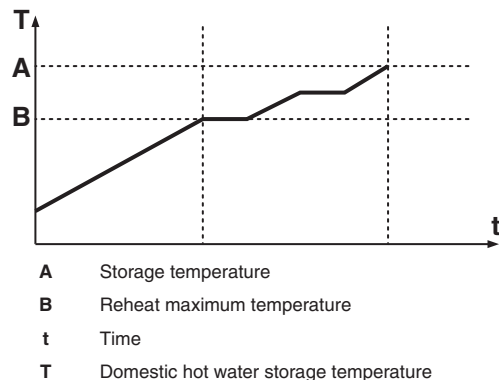 T
A
B
t
A Storage temperature
B Reheat maximum temperature
t Time
T Domestic hot water storage temperature